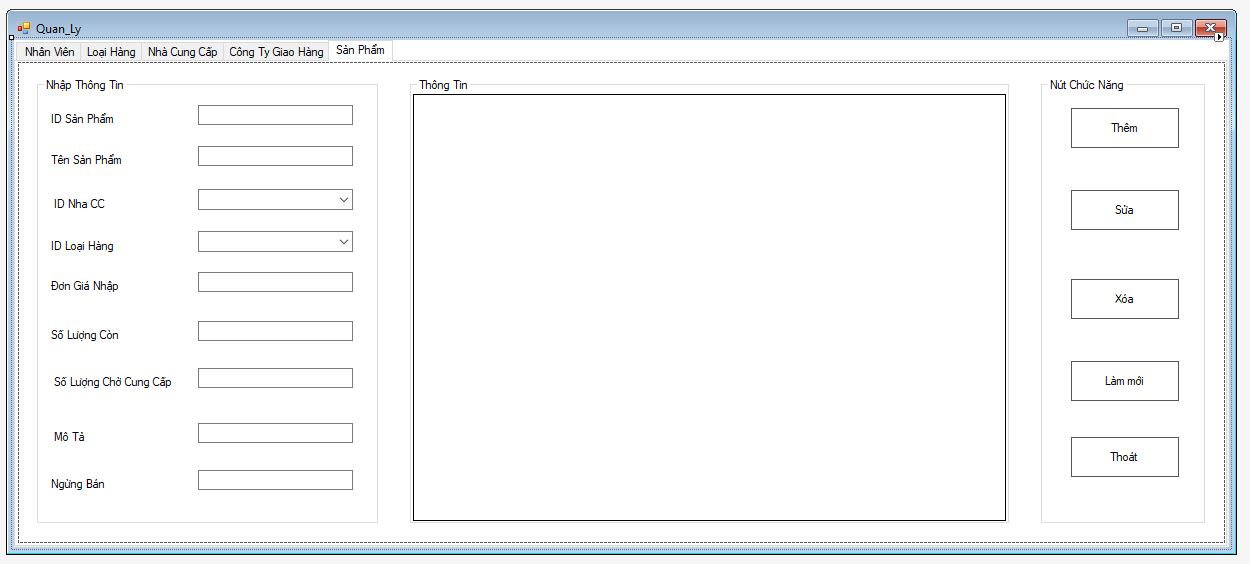 Quan_Ly
Nhân Viên Loại Hàng Nhà Cung Cấp Công Ty Giao Hàng Sản Phẩm
Nhập Thông Tin
ID Sản Phẩm
Tên Sản Phẩm
ID Nha CC
ID Loại Hàng
Đơn Giá Nhập
Số Lượng Còn
Số Lượng Chờ Cung Cấp
Mô Tả
Ngừng Bán
Thông Tin
Nút Chức Năng
Thêm
Sửa
Xóa
Làm mới
Thoát